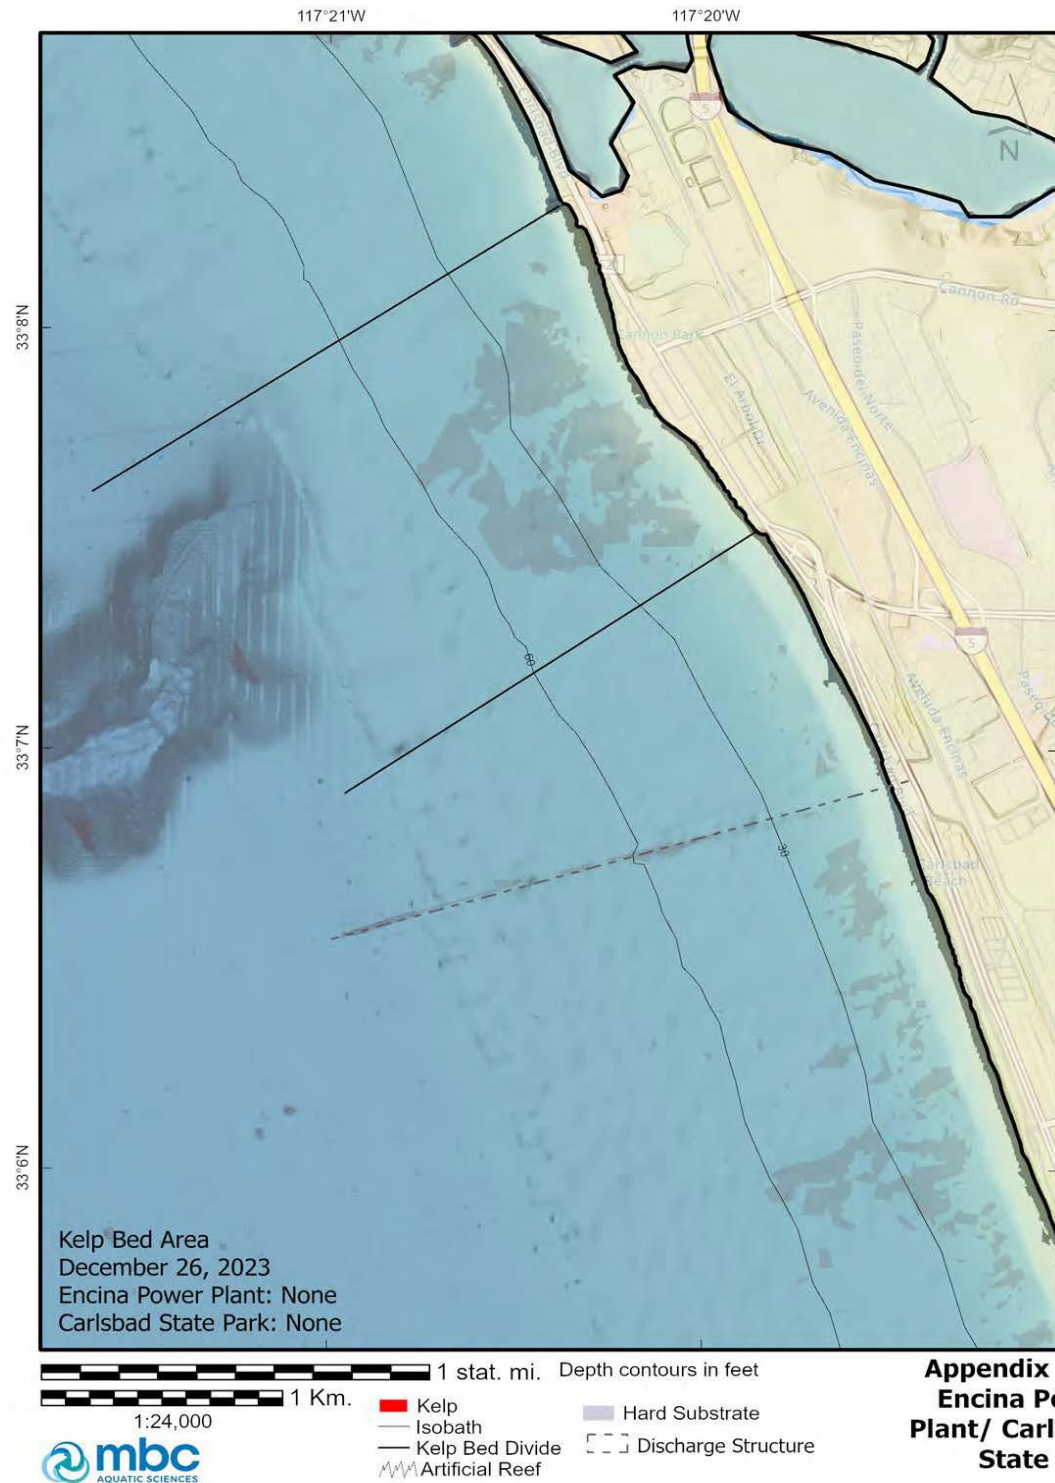 117°21'W
117°20'W
Carlsbad Blvd
5
N
33°8'N
Cannon Rd
Cannon Park
Paseo del Norte
El Arbol Dr
Avenida Encinas
60
5
33°7'N
Avenida Encinas
30
Carlsbad
Beach
33°6'N
Kelp Bed Area
December 26, 2023
Encina Power Plant: None
Carlsbad State Park: None
1 stat. mi.
Depth contours in feet
1 Km.
1:24,000
Kelp
Isobath
Kelp Bed Divide
Artificial Reef
Hard Substrate
Discharge Structure
Appendix
Encina Po
Plant/ Carl
State
mbc
AQUATIC SCIENCES